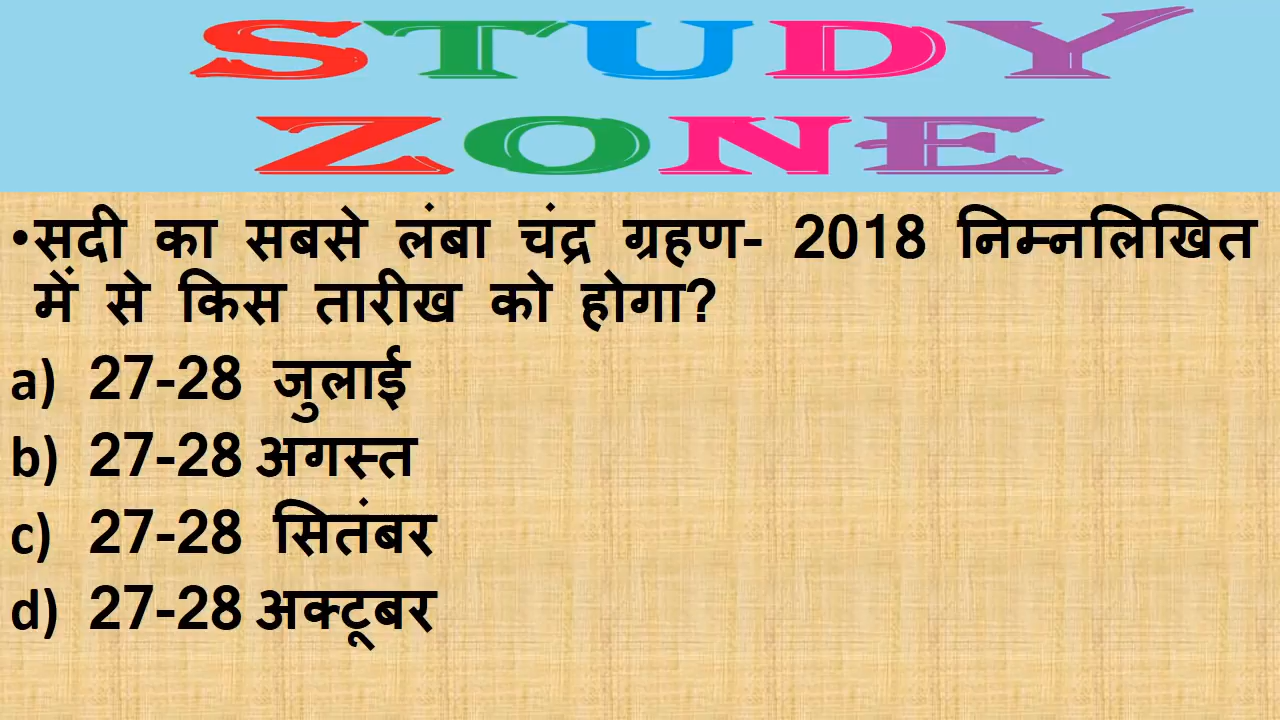 STUDY
ZONE
•सदी का सबसे लंबा चंद्र ग्रहण- 2018 निम्नलिखित
में से किस तारीख को होगा?
a) 27-28 जुलाई
b) 27-28 अगस्त
c) 27-28 सितंबर
d) 27-28 अक्टूबर